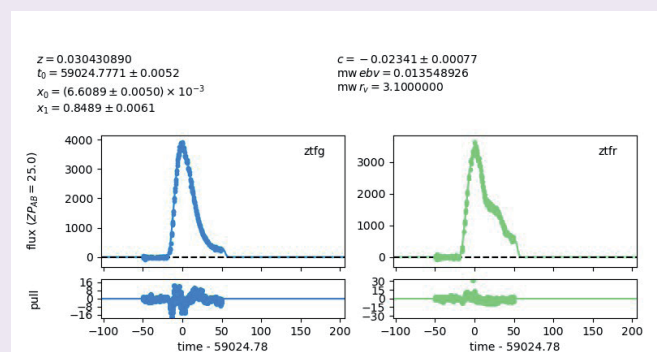 z = 0.030430890
t₀ = 59024.7771 ± 0.0052
x₀ = (6.6089 ± 0.0050) × 10⁻³
x₁ = 0.8489 ± 0.0061
c = −0.02341 ± 0.00077
mw ebv = 0.013548926
mw r_v = 3.1000000
flux (ZP_AB = 25.0)
4000
3000
2000
1000
0
ztfg
3000
2000
1000
0
ztfr
pull
16
8
0
−8
−16
−100 −50 0 50 100 150 200
time - 59024.78
30
15
0
−15
−30
−100 −50 0 50 100 150 200
time - 59024.78